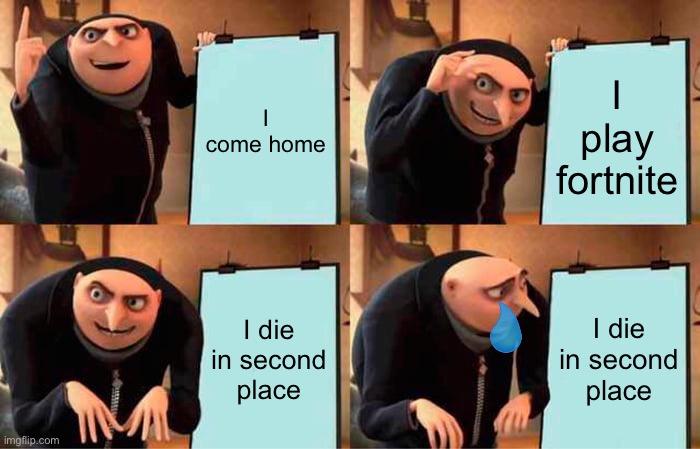 I
come home
I
play
fortnite
I die
in second
place
I die
in second
place
imgflip.com